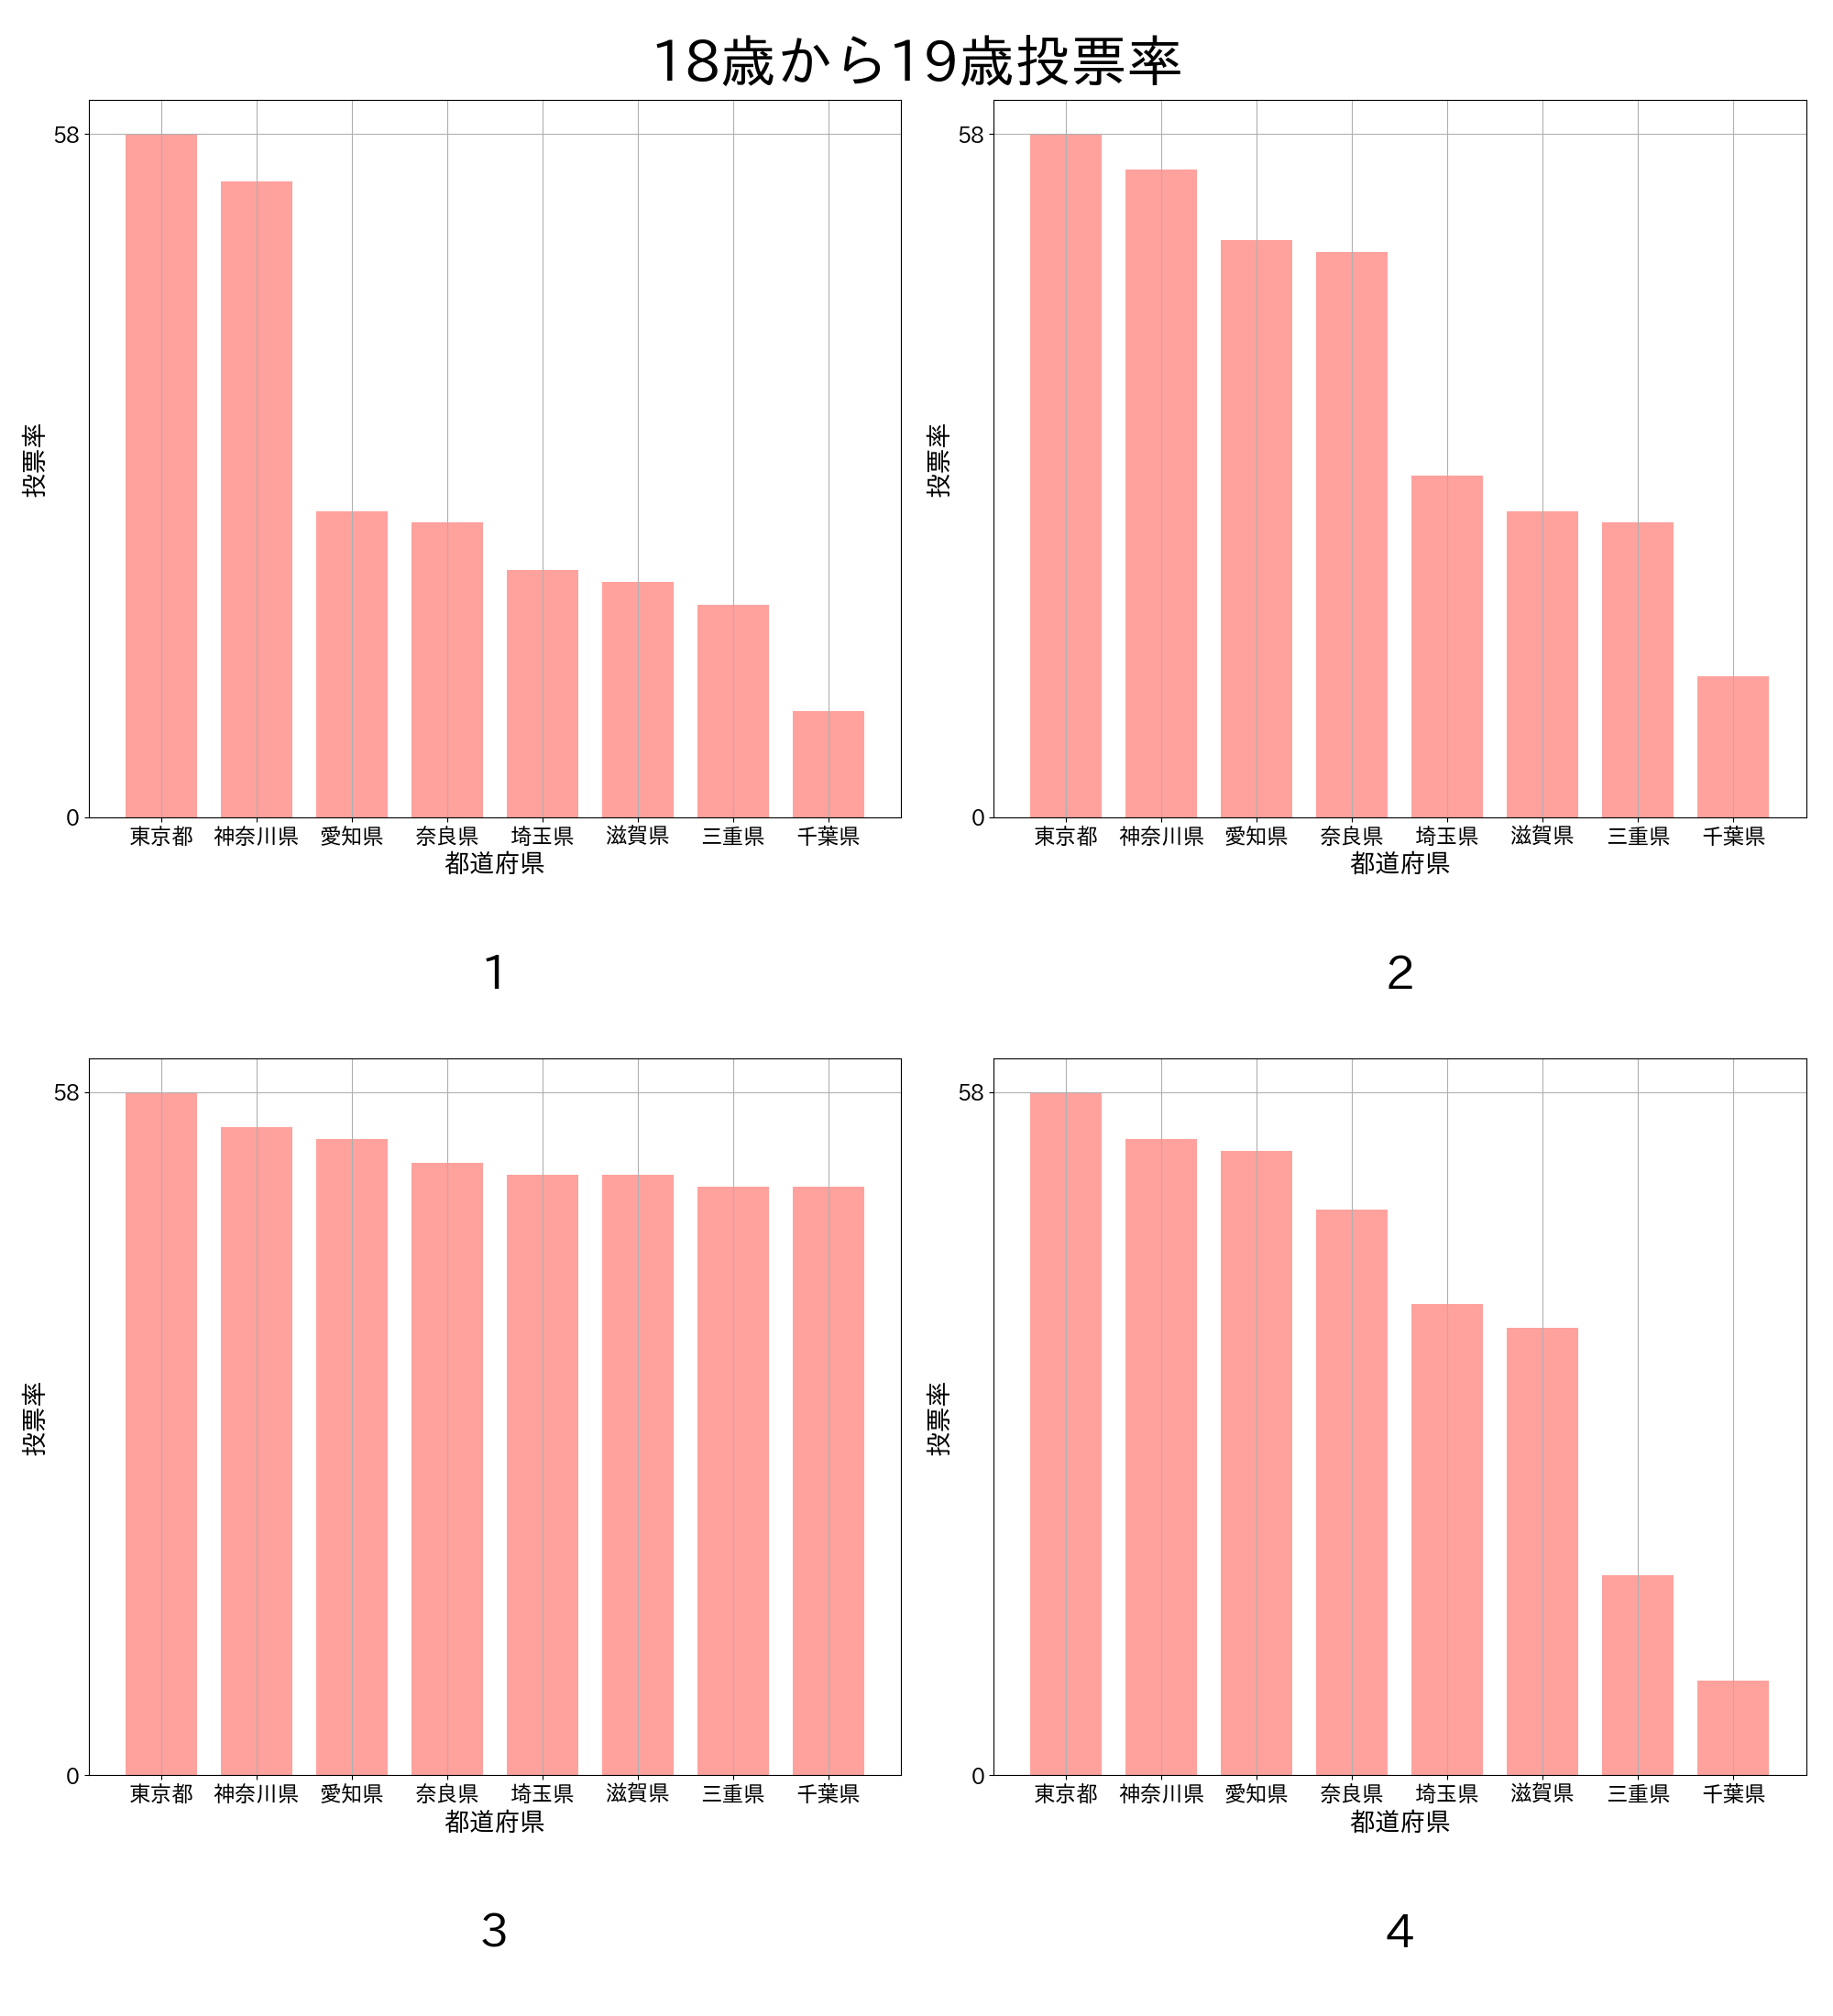 18歳から19歳投票率
58
0
投票率
東京都 神奈川県 愛知県 奈良県 埼玉県 滋賀県 三重県 千葉県
都道府県
1
58
0
投票率
東京都 神奈川県 愛知県 奈良県 埼玉県 滋賀県 三重県 千葉県
都道府県
2
58
0
投票率
東京都 神奈川県 愛知県 奈良県 埼玉県 滋賀県 三重県 千葉県
都道府県
3
58
0
投票率
東京都 神奈川県 愛知県 奈良県 埼玉県 滋賀県 三重県 千葉県
都道府県
4